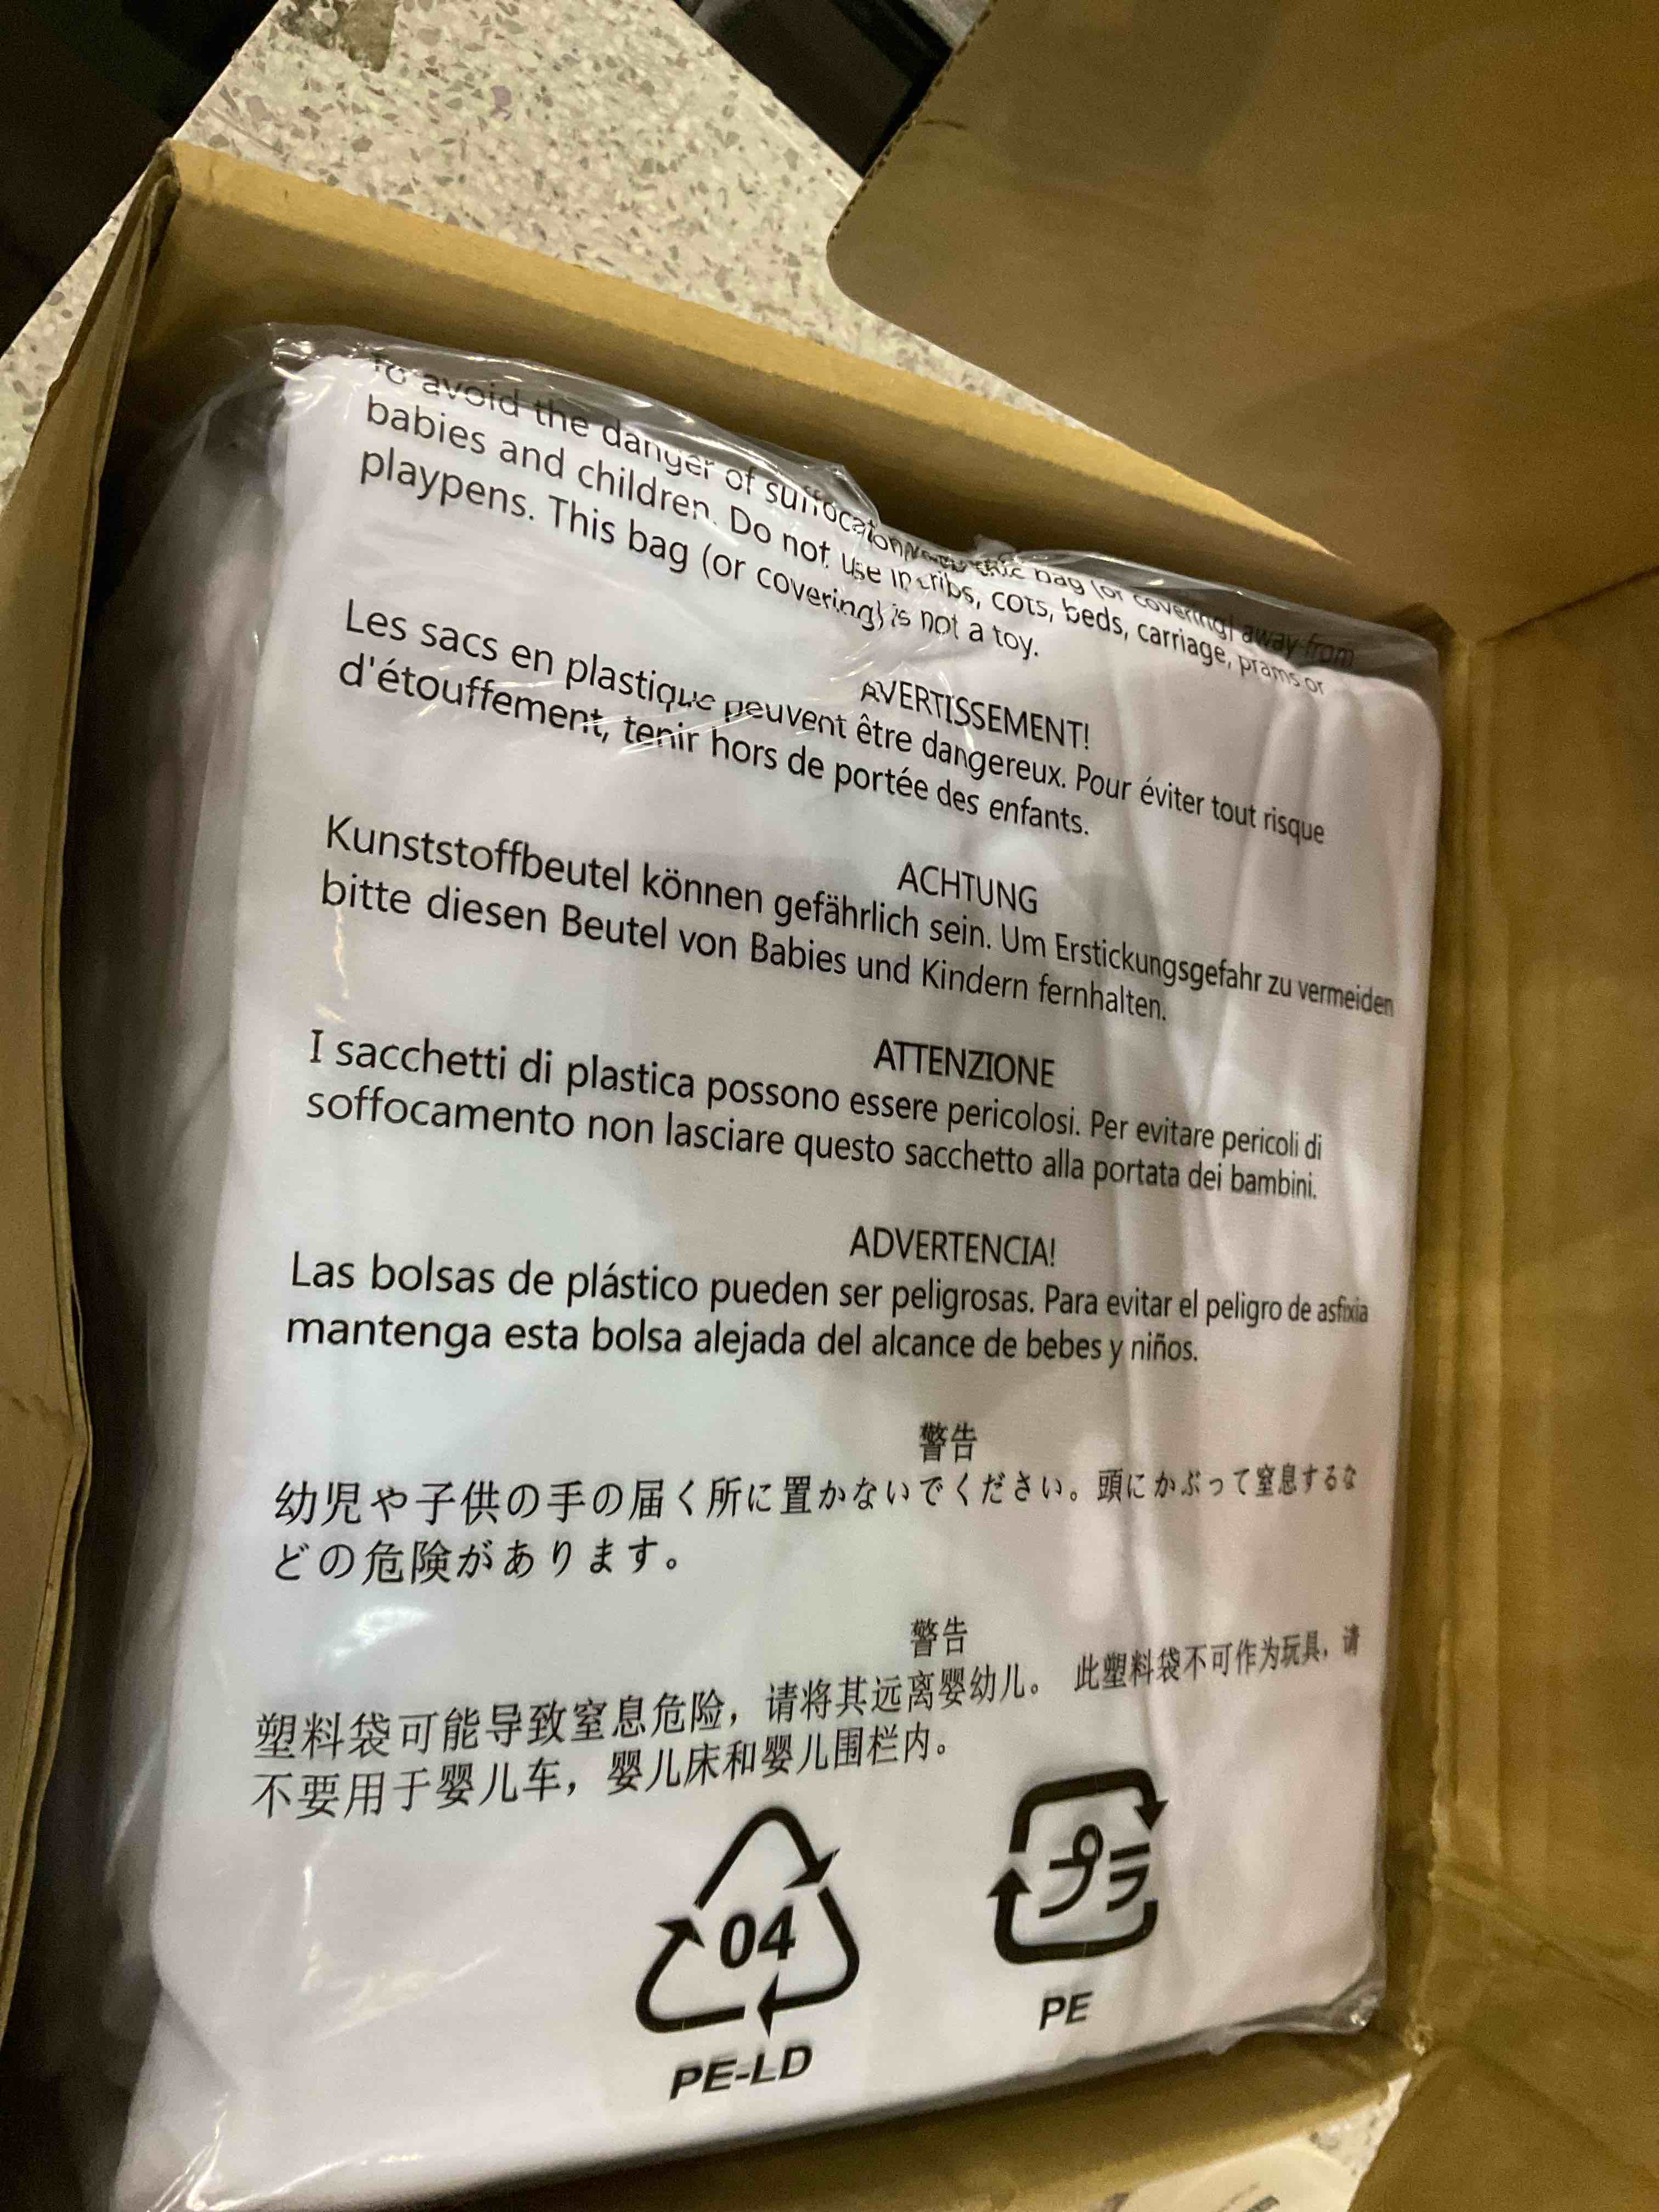 To avoid the danger of suffocation, keep this bag (or covering) away from
babies and children. Do not use in cribs, cots, beds, carriage, prams or
playpens. This bag (or covering) is not a toy.
AVERTISSEMENT!
Les sacs en plastique peuvent être dangereux. Pour éviter tout risque
d'étouffement, tenir hors de portée des enfants.
ACHTUNG
Kunststoffbeutel können gefährlich sein. Um Erstickungsgefahr zu vermeiden
bitte diesen Beutel von Babies und Kindern fernhalten.
ATTENZIONE
I sacchetti di plastica possono essere pericolosi. Per evitare pericoli di
soffocamento non lasciare questo sacchetto alla portata dei bambini.
ADVERTENCIA!
Las bolsas de plástico pueden ser peligrosas. Para evitar el peligro de asfixia
mantenga esta bolsa alejada del alcance de bebes y niños.
警告
幼児や子供の手の届く所に置かないでください。頭にかぶって窒息するな
どの危険があります。
警告
塑料袋可能导致窒息危险，请将其远离婴幼儿。 此塑料袋不可作为玩具，请
不要用于婴儿车，婴儿床和婴儿围栏内。
04 プラ
PE-LD PE